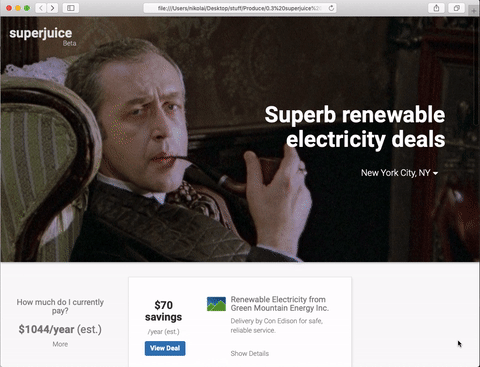 file:///Users/nikolai/Desktop/stuff/Produce/0.3%20superjuice%20
superjuice
Beta
Superb renewable
electricity deals
New York City, NY
How much do I currently
pay?
$1044/year (est.)
More
$70
savings
/year (est.)
View Deal
Renewable Electricity from
Green Mountain Energy Inc.
Delivery by Con Edison for safe,
reliable service.
Show Details